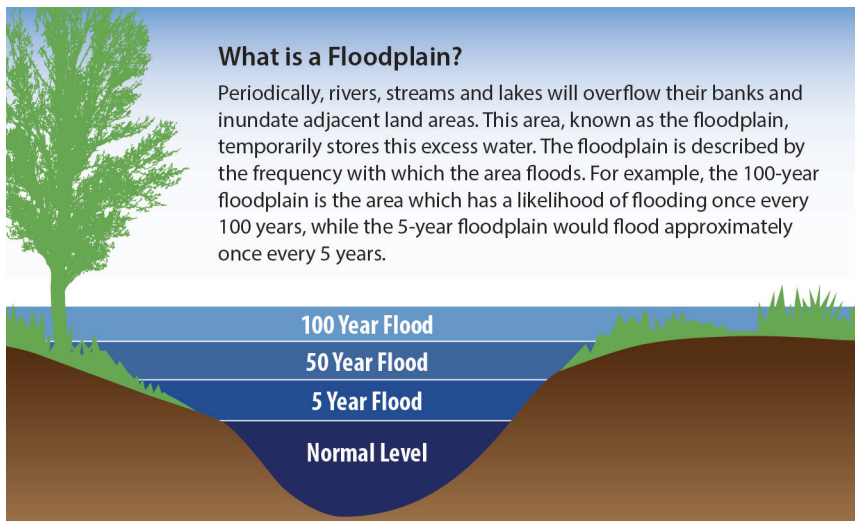 What is a Floodplain?
Periodically, rivers, streams and lakes will overflow their banks and
inundate adjacent land areas. This area, known as the floodplain,
temporarily stores this excess water. The floodplain is described by
the frequency with which the area floods. For example, the 100-year
floodplain is the area which has a likelihood of flooding once every
100 years, while the 5-year floodplain would flood approximately
once every 5 years.
100 Year Flood
50 Year Flood
5 Year Flood
Normal Level